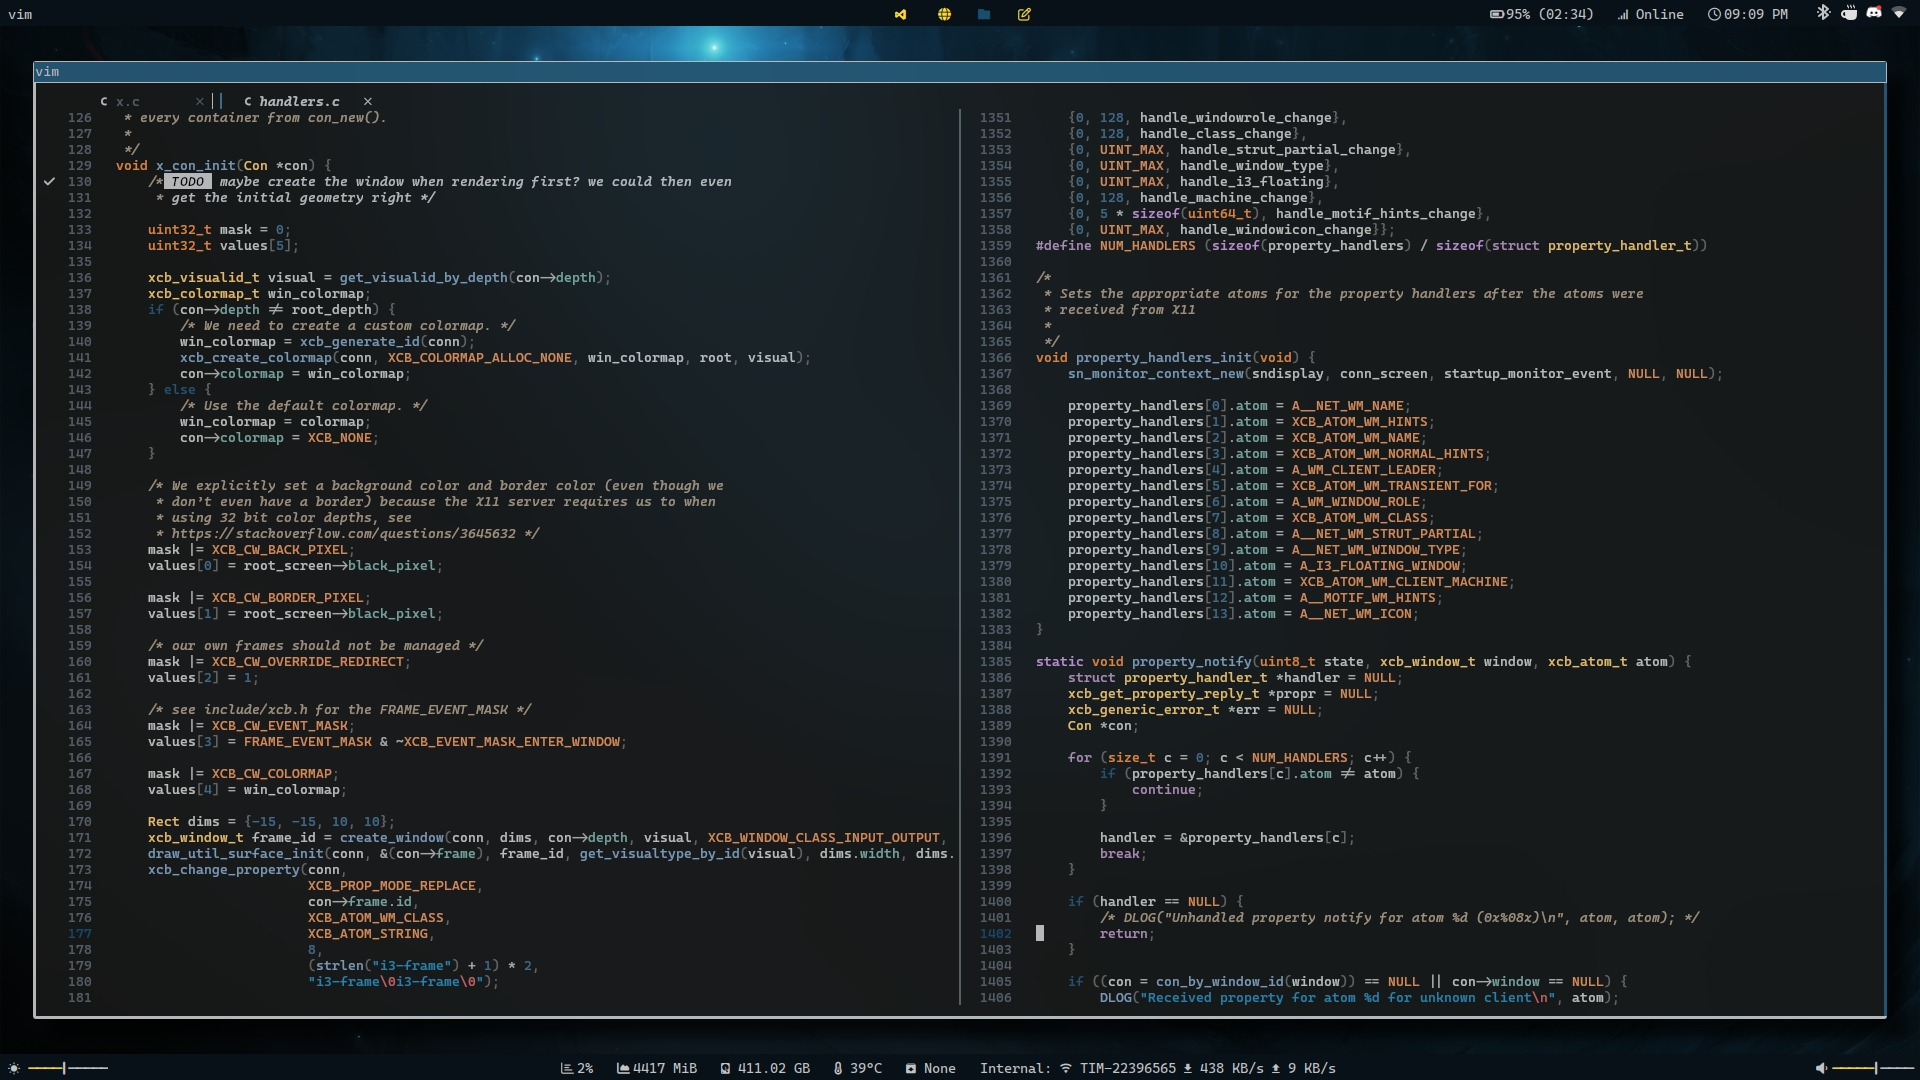 vim
95% (02:34) Online 09:09 PM
vim
C x.c × || C handlers.c ×
126 * every container from con_new().
127 *
128 */
129 void x_con_init(Con *con) {
130 /* TODO maybe create the window when rendering first? we could then even
131 * get the initial geometry right */
132
133 uint32_t mask = 0;
134 uint32_t values[5];
135
136 xcb_visualid_t visual = get_visualid_by_depth(con->depth);
137 xcb_colormap_t win_colormap;
138 if (con->depth != root_depth) {
139 /* We need to create a custom colormap. */
140 win_colormap = xcb_generate_id(conn);
141 xcb_create_colormap(conn, XCB_COLORMAP_ALLOC_NONE, win_colormap, root, visual);
142 con->colormap = win_colormap;
143 } else {
144 /* Use the default colormap. */
145 win_colormap = colormap;
146 con->colormap = XCB_NONE;
147 }
148
149 /* We explicitly set a background color and border color (even though we
150 * don't even have a border) because the X11 server requires us to when
151 * using 32 bit color depths, see
152 * https://stackoverflow.com/questions/3645632 */
153 mask |= XCB_CW_BACK_PIXEL;
154 values[0] = root_screen->black_pixel;
155
156 mask |= XCB_CW_BORDER_PIXEL;
157 values[1] = root_screen->black_pixel;
158
159 /* our own frames should not be managed */
160 mask |= XCB_CW_OVERRIDE_REDIRECT;
161 values[2] = 1;
162
163 /* see include/xcb.h for the FRAME_EVENT_MASK */
164 mask |= XCB_CW_EVENT_MASK;
165 values[3] = FRAME_EVENT_MASK & ~XCB_EVENT_MASK_ENTER_WINDOW;
166
167 mask |= XCB_CW_COLORMAP;
168 values[4] = win_colormap;
169
170 Rect dims = {-15, -15, 10, 10};
171 xcb_window_t frame_id = create_window(conn, dims, con->depth, visual, XCB_WINDOW_CLASS_INPUT_OUTPUT,
172 draw_util_surface_init(conn, &(con->frame), frame_id, get_visualtype_by_id(visual), dims.width, dims.
173 xcb_change_property(conn,
174 XCB_PROP_MODE_REPLACE,
175 con->frame.id,
176 XCB_ATOM_WM_CLASS,
177 XCB_ATOM_STRING,
178 8,
179 (strlen("i3-frame") + 1) * 2,
180 "i3-frame\0i3-frame\0");
181
1351 {0, 128, handle_windowrole_change},
1352 {0, 128, handle_class_change},
1353 {0, UINT_MAX, handle_strut_partial_change},
1354 {0, UINT_MAX, handle_window_type},
1355 {0, UINT_MAX, handle_i3_floating},
1356 {0, 128, handle_machine_change},
1357 {0, 5 * sizeof(uint64_t), handle_motif_hints_change},
1358 {0, UINT_MAX, handle_windowicon_change}};
1359 #define NUM_HANDLERS (sizeof(property_handlers) / sizeof(struct property_handler_t))
1360
1361 /*
1362 * Sets the appropriate atoms for the property handlers after the atoms were
1363 * received from X11
1364 *
1365 */
1366 void property_handlers_init(void) {
1367 sn_monitor_context_new(sndisplay, conn_screen, startup_monitor_event, NULL, NULL);
1368
1369 property_handlers[0].atom = A__NET_WM_NAME;
1370 property_handlers[1].atom = XCB_ATOM_WM_HINTS;
1371 property_handlers[2].atom = XCB_ATOM_WM_NAME;
1372 property_handlers[3].atom = XCB_ATOM_WM_NORMAL_HINTS;
1373 property_handlers[4].atom = A_WM_CLIENT_LEADER;
1374 property_handlers[5].atom = XCB_ATOM_WM_TRANSIENT_FOR;
1375 property_handlers[6].atom = A_WM_WINDOW_ROLE;
1376 property_handlers[7].atom = XCB_ATOM_WM_CLASS;
1377 property_handlers[8].atom = A__NET_WM_STRUT_PARTIAL;
1378 property_handlers[9].atom = A__NET_WM_WINDOW_TYPE;
1379 property_handlers[10].atom = A_I3_FLOATING_WINDOW;
1380 property_handlers[11].atom = XCB_ATOM_WM_CLIENT_MACHINE;
1381 property_handlers[12].atom = A__MOTIF_WM_HINTS;
1382 property_handlers[13].atom = A__NET_WM_ICON;
1383 }
1384
1385 static void property_notify(uint8_t state, xcb_window_t window, xcb_atom_t atom) {
1386 struct property_handler_t *handler = NULL;
1387 xcb_get_property_reply_t *propr = NULL;
1388 xcb_generic_error_t *err = NULL;
1389 Con *con;
1390
1391 for (size_t c = 0; c < NUM_HANDLERS; c++) {
1392 if (property_handlers[c].atom != atom) {
1393 continue;
1394 }
1395
1396 handler = &property_handlers[c];
1397 break;
1398 }
1399
1400 if (handler == NULL) {
1401 /* DLOG("Unhandled property notify for atom %d (0x%08x)\n", atom, atom); */
1402 return;
1403 }
1404
1405 if ((con = con_by_window_id(window)) == NULL || con->window == NULL) {
1406 DLOG("Received property for atom %d for unknown client\n", atom);
2% 4417 MiB 411.02 GB 39°C None Internal: TIM-22396565 438 KB/s 9 KB/s